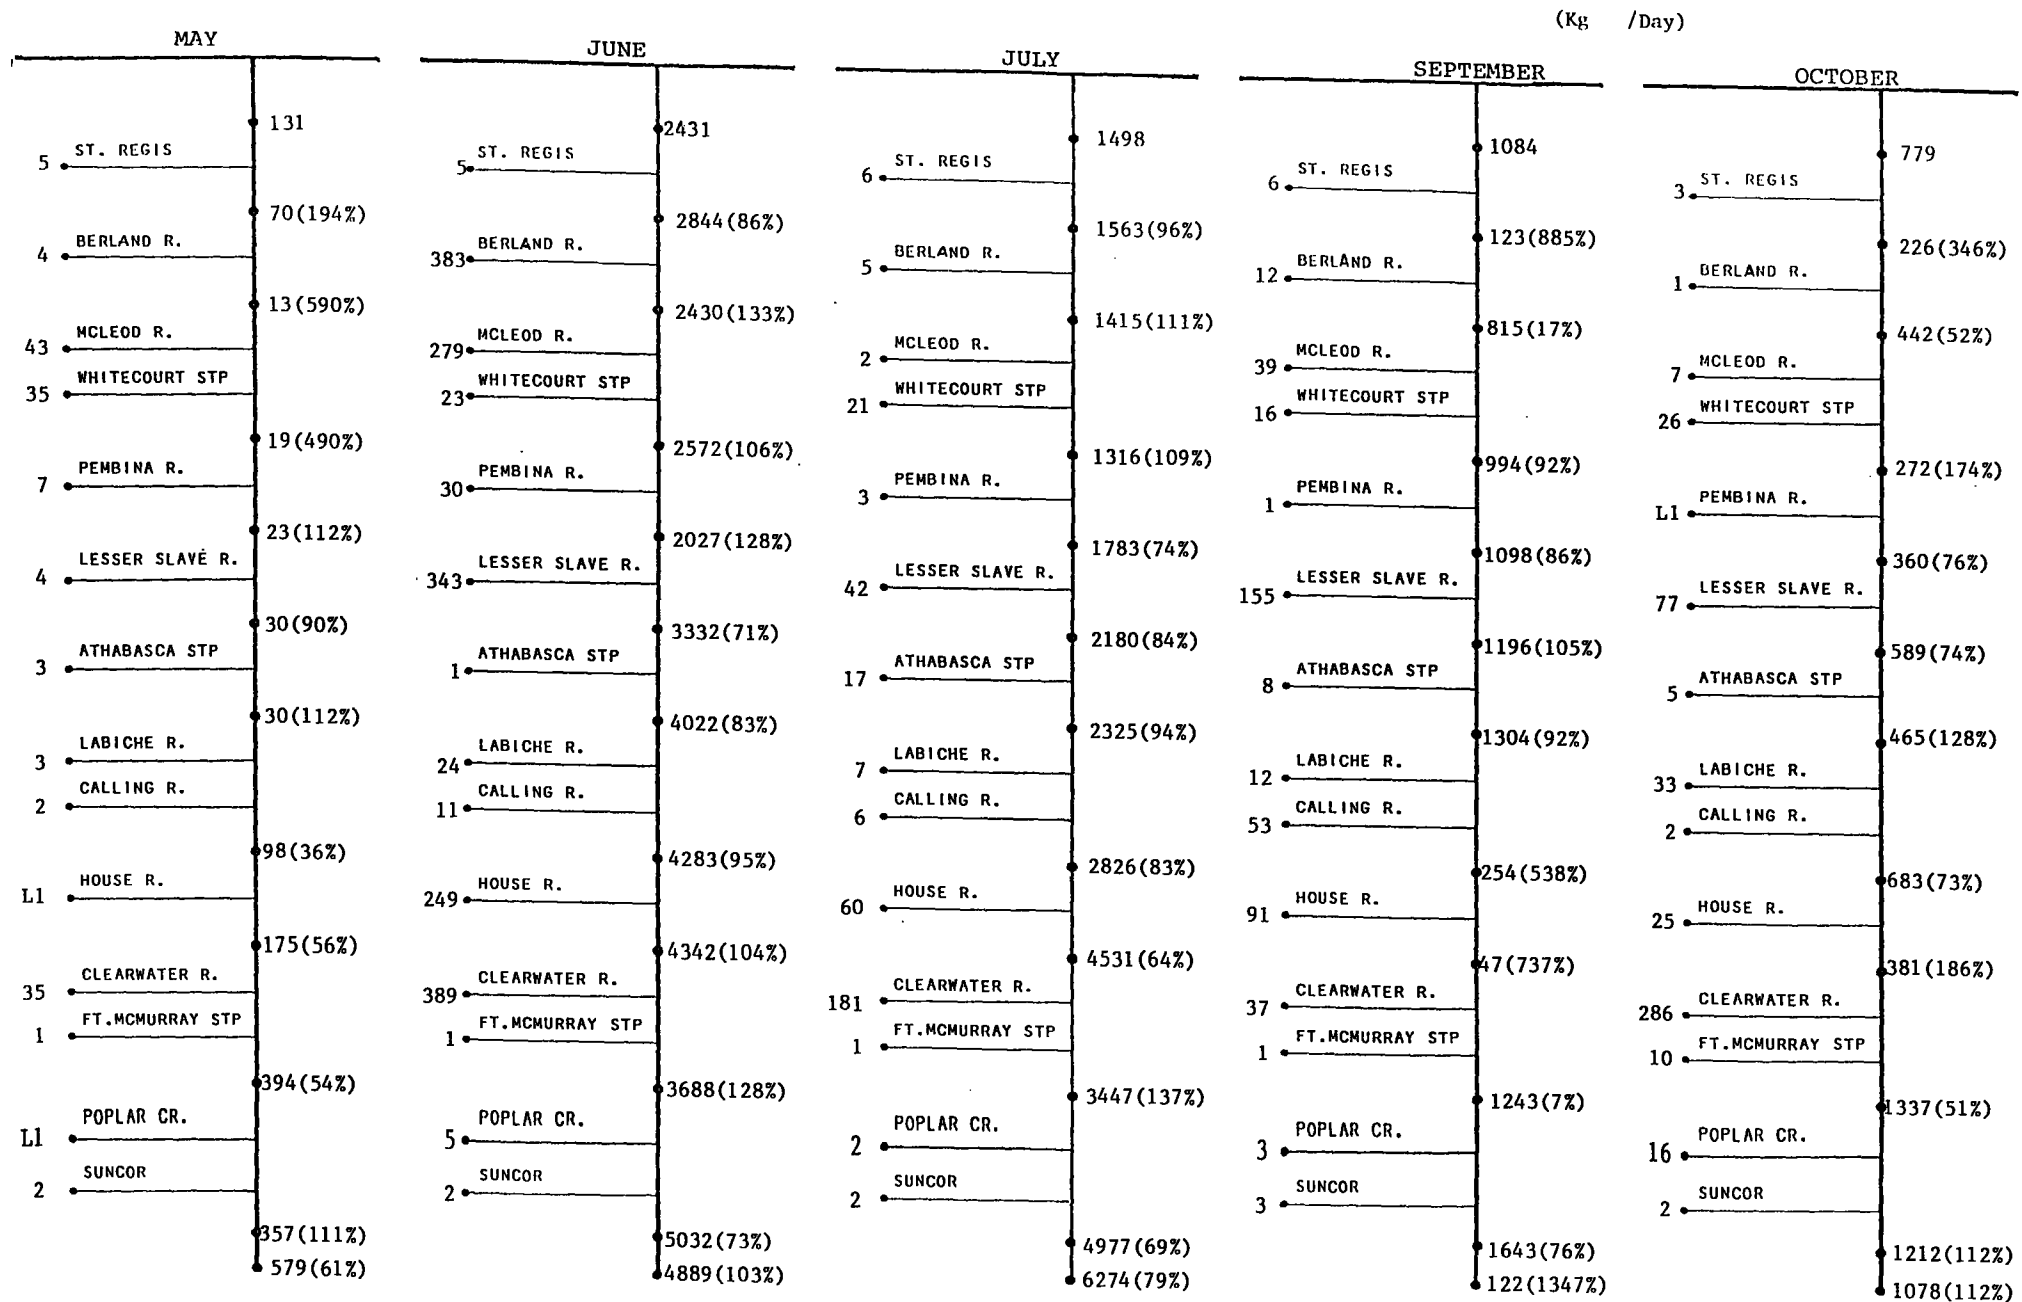 (Kg /Day)
MAY
131
5 ST. REGIS
70(194%)
4 BERLAND R.
13(590%)
43 MCLEOD R.
35 WHITECOURT STP
19(490%)
7 PEMBINA R.
23(112%)
4 LESSER SLAVE R.
30(90%)
3 ATHABASCA STP
30(112%)
3 LABICHE R.
2 CALLING R.
98(36%)
L1 HOUSE R.
175(56%)
35 CLEARWATER R.
1 FT.MCMURRAY STP
394(54%)
L1 POPLAR CR.
2 SUNCOR
357(111%)
579(61%)
JUNE
2431
5 ST. REGIS
2844(86%)
383 BERLAND R.
2430(133%)
279 MCLEOD R.
23 WHITECOURT STP
2572(106%)
30 PEMBINA R.
2027(128%)
343 LESSER SLAVE R.
3332(71%)
1 ATHABASCA STP
4022(83%)
24 LABICHE R.
11 CALLING R.
4283(95%)
249 HOUSE R.
4342(104%)
389 CLEARWATER R.
1 FT.MCMURRAY STP
3688(128%)
5 POPLAR CR.
2 SUNCOR
5032(73%)
4889(103%)
JULY
1498
6 ST. REGIS
1563(96%)
5 BERLAND R.
1415(111%)
2 MCLEOD R.
21 WHITECOURT STP
1316(109%)
3 PEMBINA R.
1783(74%)
42 LESSER SLAVE R.
2180(84%)
17 ATHABASCA STP
2325(94%)
7 LABICHE R.
6 CALLING R.
2826(83%)
60 HOUSE R.
4531(64%)
181 CLEARWATER R.
1 FT.MCMURRAY STP
3447(137%)
2 POPLAR CR.
2 SUNCOR
4977(69%)
6274(79%)
SEPTEMBER
1084
6 ST. REGIS
123(885%)
12 BERLAND R.
815(17%)
39 MCLEOD R.
16 WHITECOURT STP
994(92%)
1 PEMBINA R.
1098(86%)
155 LESSER SLAVE R.
1196(105%)
8 ATHABASCA STP
1304(92%)
12 LABICHE R.
53 CALLING R.
254(538%)
91 HOUSE R.
47(737%)
37 CLEARWATER R.
1 FT.MCMURRAY STP
1243(7%)
3 POPLAR CR.
3 SUNCOR
1643(76%)
122(1347%)
OCTOBER
779
3 ST. REGIS
226(346%)
1 BERLAND R.
442(52%)
7 MCLEOD R.
26 WHITECOURT STP
272(174%)
L1 PEMBINA R.
360(76%)
77 LESSER SLAVE R.
589(74%)
5 ATHABASCA STP
465(128%)
33 LABICHE R.
2 CALLING R.
683(73%)
25 HOUSE R.
381(186%)
286 CLEARWATER R.
10 FT.MCMURRAY STP
1337(51%)
16 POPLAR CR.
2 SUNCOR
1212(112%)
1078(112%)